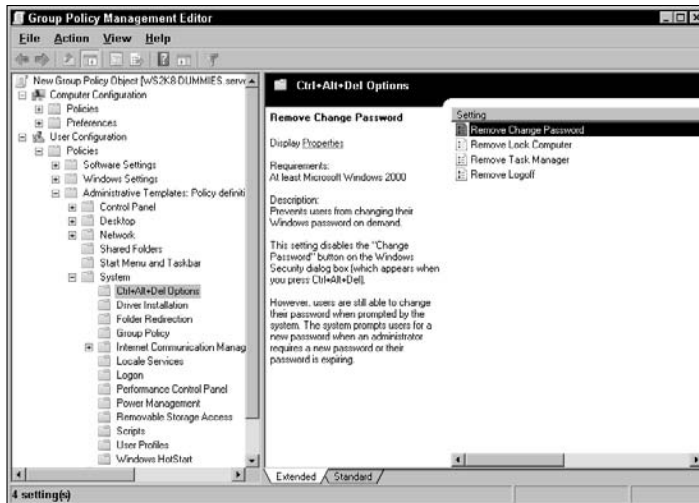 Group Policy Management Editor
File Action View Help
New Group Policy Object [WS2K8.DUMMIES.serve
Computer Configuration
Policies
Preferences
User Configuration
Policies
Software Settings
Windows Settings
Administrative Templates: Policy definiti
Control Panel
Desktop
Network
Shared Folders
Start Menu and Taskbar
System
Ctrl+Alt+Del Options
Driver Installation
Folder Redirection
Group Policy
Internet Communication Manag
Locale Services
Logon
Performance Control Panel
Power Management
Removable Storage Access
Scripts
User Profiles
Windows HotStart
Ctrl+Alt+Del Options
Remove Change Password
Display Properties
Requirements:
At least Microsoft Windows 2000
Description:
Prevents users from changing their
Windows password on demand.
This setting disables the "Change
Password" button on the Windows
Security dialog box (which appears when
you press Ctrl+Alt+Del).
However, users are still able to change
their password when prompted by the
system. The system prompts users for a
new password when an administrator
requires a new password or their
password is expiring.
Setting
Remove Change Password
Remove Lock Computer
Remove Task Manager
Remove Logoff
Extended Standard
4 setting(s)